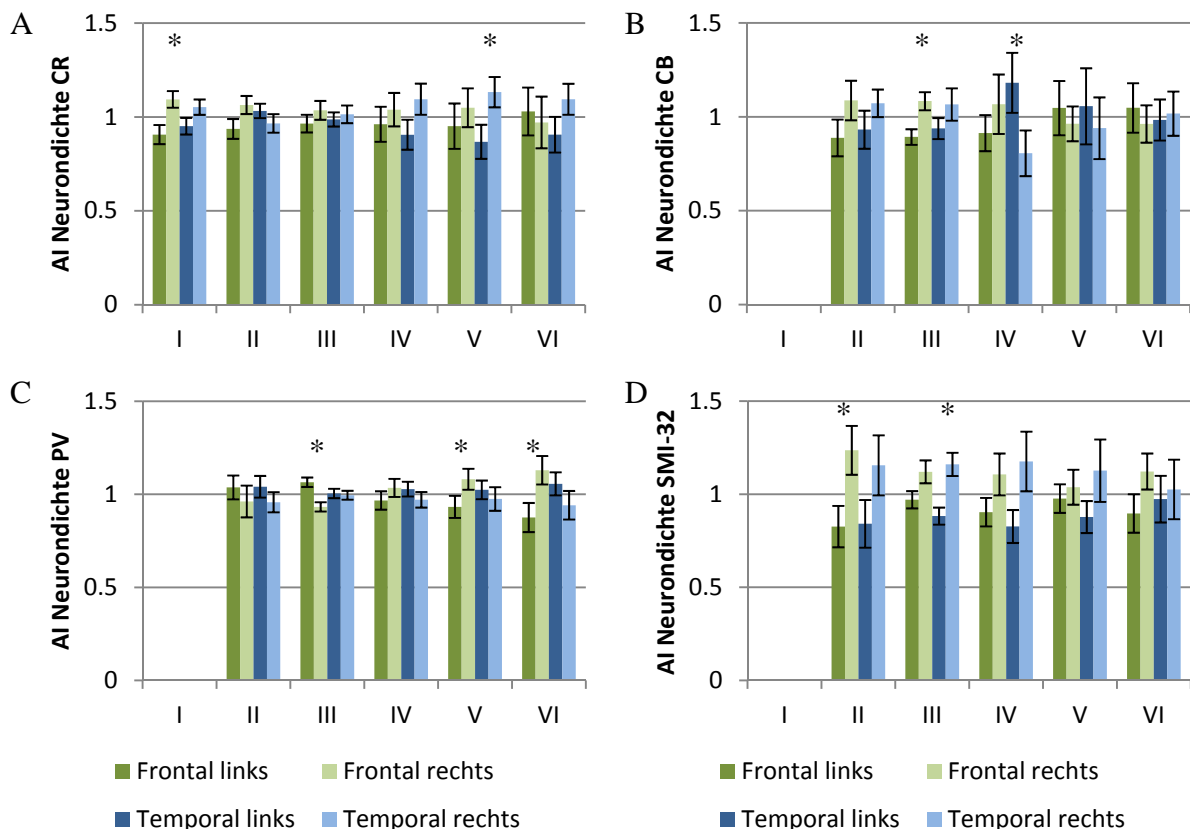 A
AI Neurondichte CR
1.5
1
0.5
0
*
*
I II III IV V VI
B
AI Neurondichte CB
1.5
1
0.5
0
*
*
I II III IV V VI
C
AI Neurondichte PV
1.5
1
0.5
0
*
*
*
I II III IV V VI
D
AI Neurondichte SMI-32
1.5
1
0.5
0
*
*
I II III IV V VI
Frontal links Frontal rechts
Temporal links Temporal rechts
Frontal links Frontal rechts
Temporal links Temporal rechts